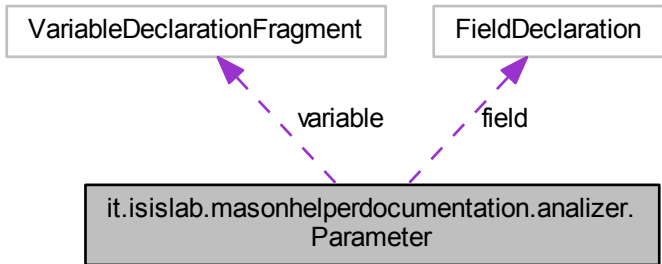 VariableDeclarationFragment
FieldDeclaration
variable
field
it.isislab.masonhelperdocumentation.analizer.
Parameter